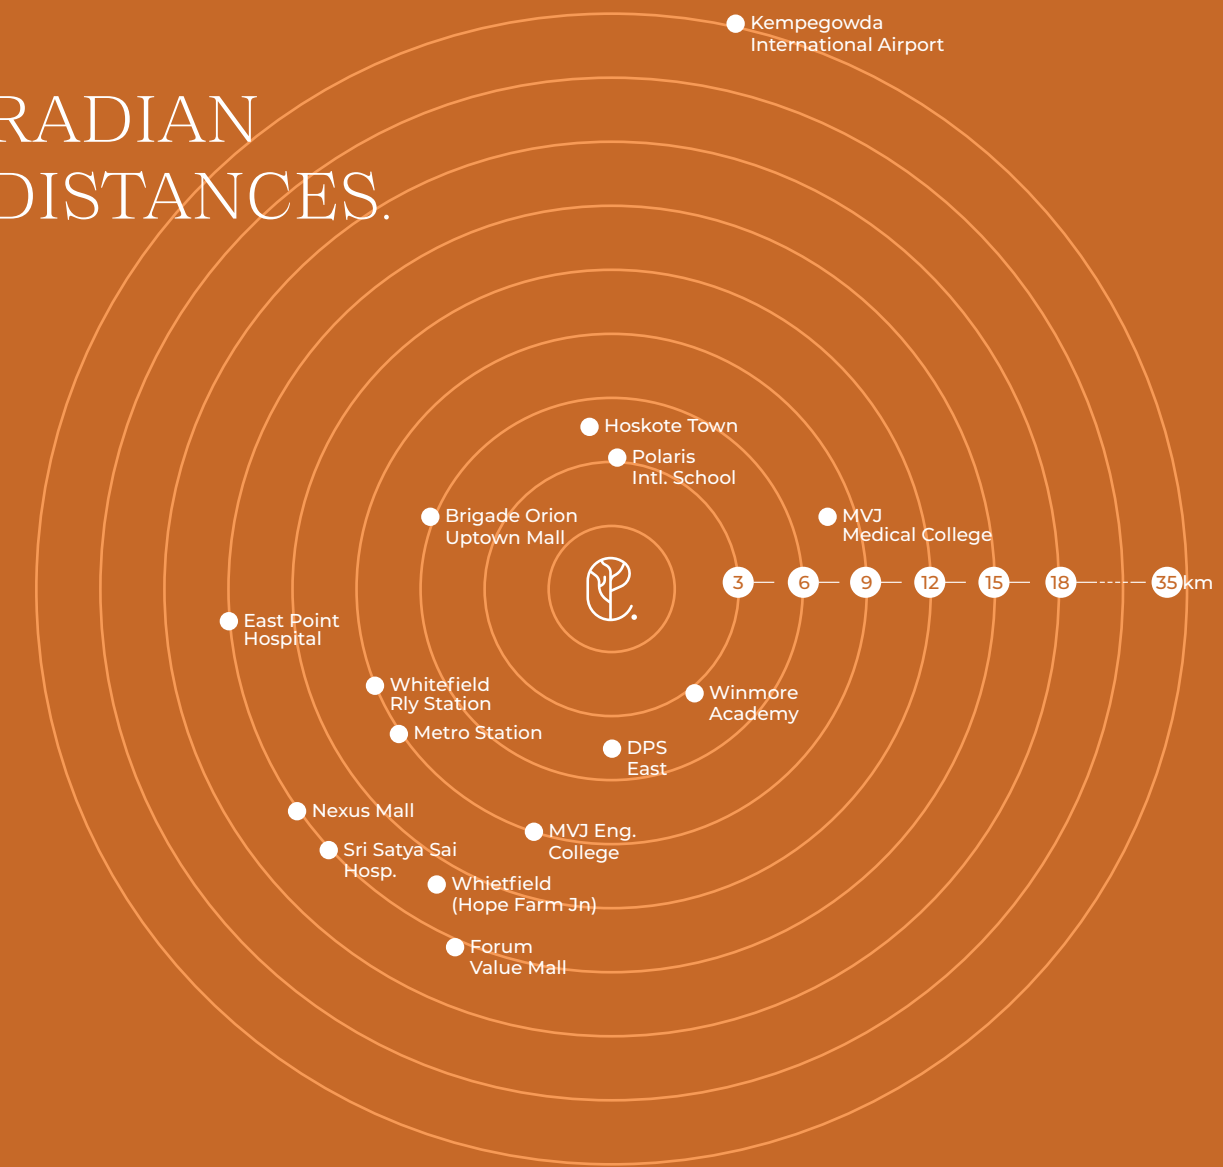 Kempegowda
International Airport
RADIAN
DISTANCES.
Hoskote Town
Polaris
Intl. School
Brigade Orion
Uptown Mall
MVJ
Medical College
3 6 9 12 15 18 35 km
East Point
Hospital
Whitefield
Rly Station
Winmore
Academy
Metro Station
DPS
East
Nexus Mall
MVJ Eng.
College
Sri Satya Sai
Hosp.
Whietfield
(Hope Farm Jn)
Forum
Value Mall